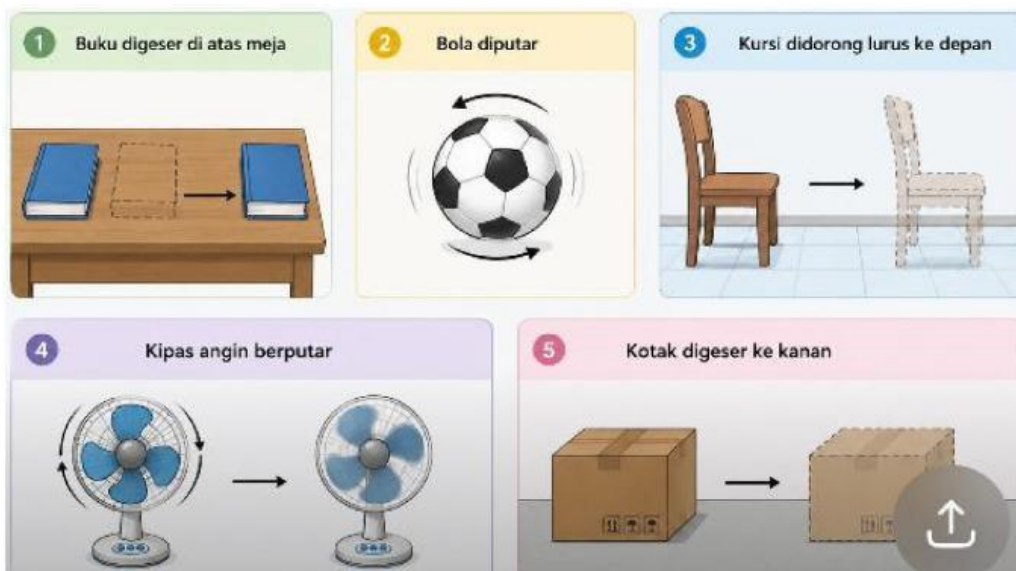 1 Buku digeser di atas meja
2 Bola diputar
3 Kursi didorong lurus ke depan
4 Kipas angin berputar
5 Kotak digeser ke kanan